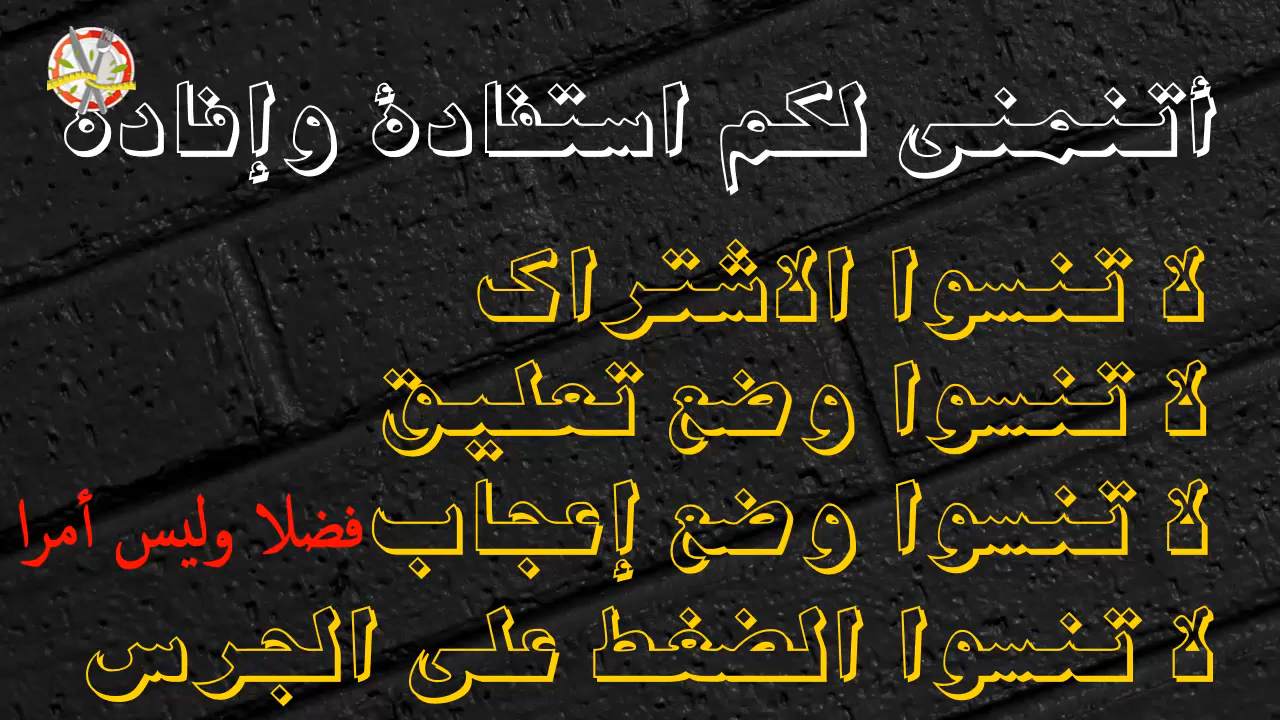 أتنمنى لكم استفادة وإفادة
لا تنسوا الاشتراك
لا تنسوا وضع تعليق
لا تنسوا وضع إعجاب فضلا وليس أمرا
لا تنسوا الضغط على الجرس